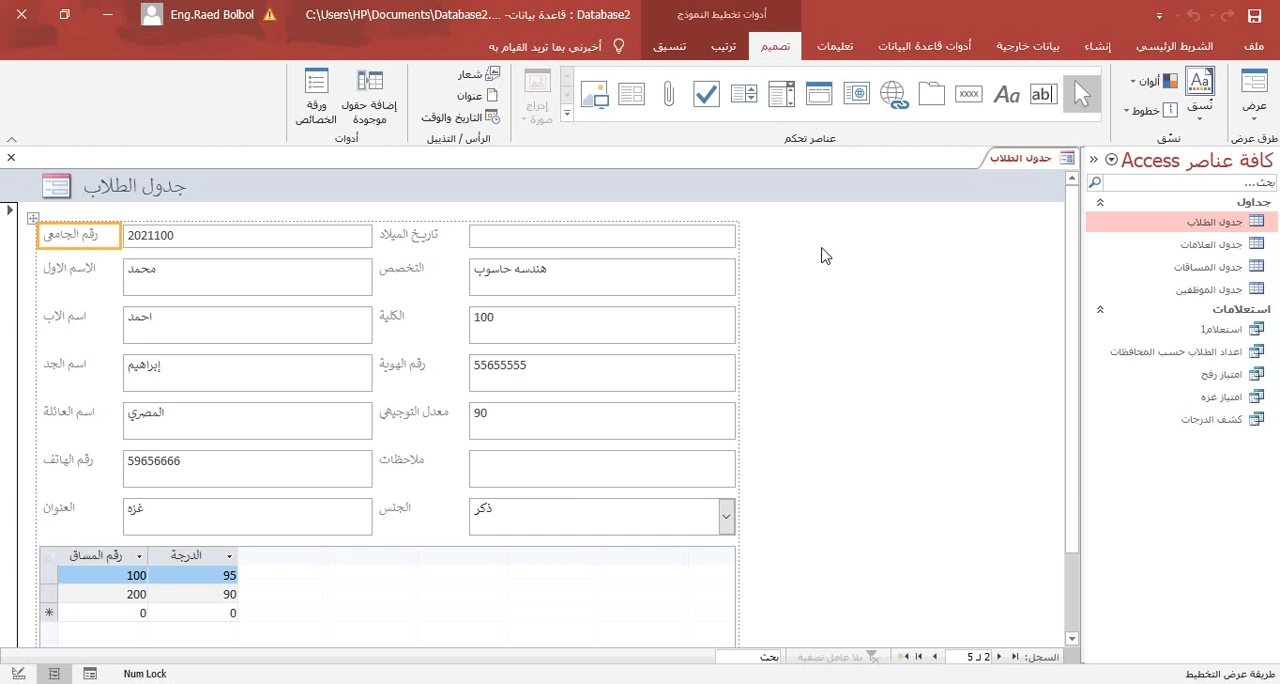 Eng.Raed Bolbol
Database2 : قاعدة بيانات- C:\Users\HP\Documents\Database2....
أدوات تخطيط النموذج
ملف
الشريط الرئيسي
إنشاء
بيانات خارجية
أدوات قاعدة البيانات
تعليمات
تصميم
ترتيب
تنسيق
أخبرني بما تريد القيام به
عرض
طرق عرض
نُسق
ألوان
خطوط
نسّق
ab
Aa
xxxx
عناصر تحكم
إدراج صورة
شعار
عنوان
التاريخ والوقت
الرأس / التذييل
إضافة حقول موجودة
ورقة الخصائص
أدوات
كافة عناصر Access
بحث...
جداول
جدول الطلاب
جدول العلامات
جدول المساقات
جدول الموظفين
استعلامات
استعلام1
اعداد الطلاب حسب المحافظات
امتياز رفح
امتياز غزه
كشف الدرجات
جدول الطلاب
جدول الطلاب
رقم الجامعي 2021100 تاريخ الميلاد
الاسم الاول محمد التخصص هندسه حاسوب
اسم الاب احمد الكلية 100
اسم الجد إبراهيم رقم الهوية 55655555
اسم العائلة المصري معدل التوجيهي 90
رقم الهاتف 59656666 ملاحظات
العنوان غزه الجنس ذكر
رقم المساق الدرجة
100 95
200 90
0 0
السجل: 2 لـ 5 بلا عامل تصفية بحث
طريقة عرض التخطيط
Num Lock